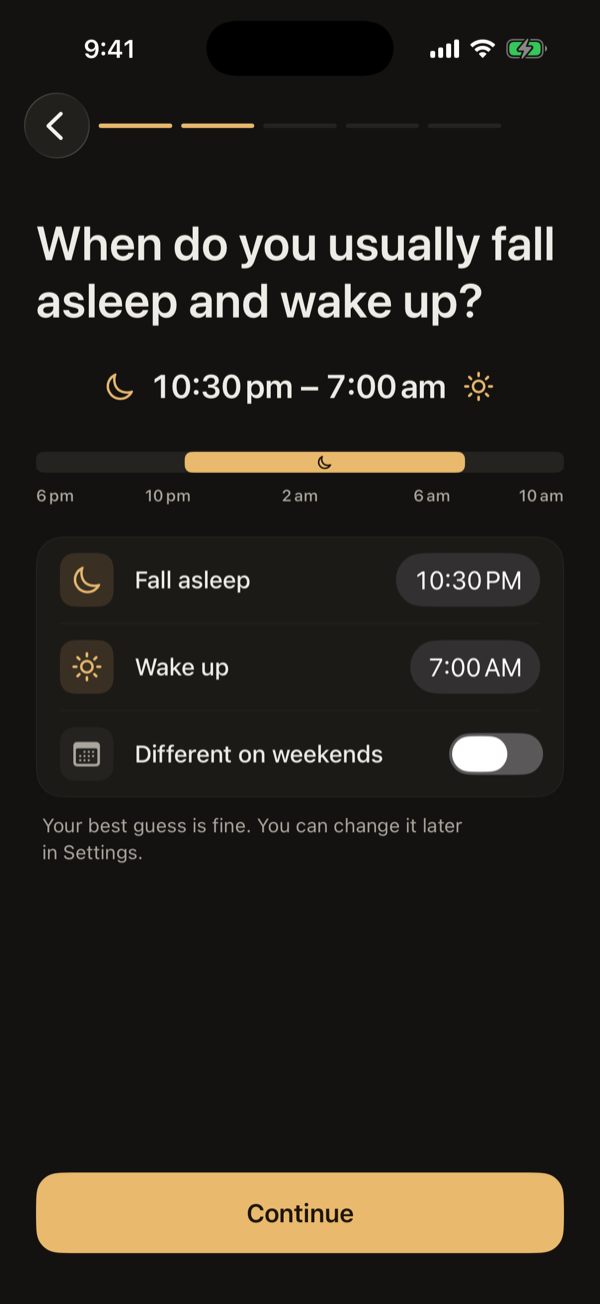 9:41
When do you usually fall
asleep and wake up?
10:30 pm – 7:00 am
6 pm 10 pm 2 am 6 am 10 am
Fall asleep 10:30 PM
Wake up 7:00 AM
Different on weekends
Your best guess is fine. You can change it later
in Settings.
Continue